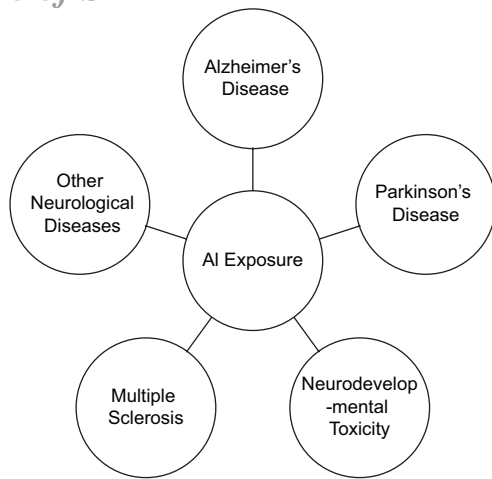 Alzheimer's
Disease
Other
Neurological
Diseases
Parkinson's
Disease
Al Exposure
Multiple
Sclerosis
Neurodevelop
-mental
Toxicity